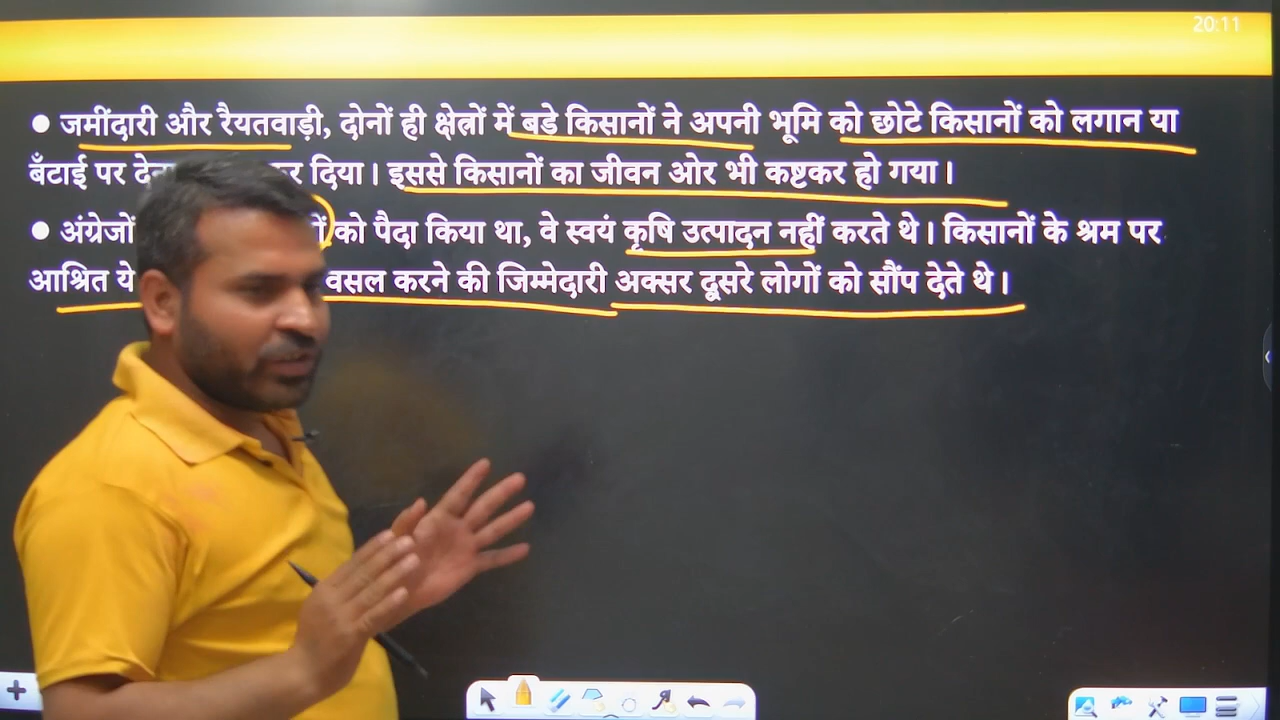 20:11
● जमींदारी और रैयतवाड़ी, दोनों ही क्षेत्रों में बडे किसानों ने अपनी भूमि को छोटे किसानों को लगान या
बँटाई पर दिया। इससे किसानों का जीवन ओर भी कष्टकर हो गया।
● अंग्रेजों को पैदा किया था, वे स्वयं कृषि उत्पादन नहीं करते थे। किसानों के श्रम पर
आश्रित ये वसल करने की जिम्मेदारी अक्सर दूसरे लोगों को सौंप देते थे।